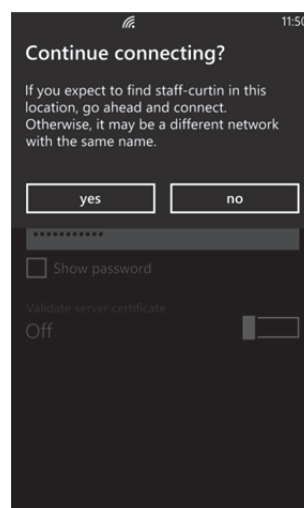 11:50
Continue connecting?
If you expect to find staff-curtin in this
location, go ahead and connect.
Otherwise, it may be a different network
with the same name.
yes
no
•••••••••••
Show password
Validate server certificate
Off